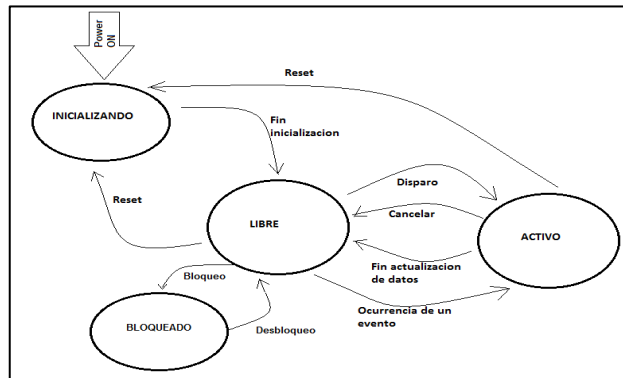 Power
ON
Reset
INICIALIZANDO
Fin
inicializacion
Disparo
Reset
Cancelar
LIBRE
ACTIVO
Fin actualizacion
de datos
Bloqueo
Ocurrencia de un
evento
BLOQUEADO
Desbloqueo